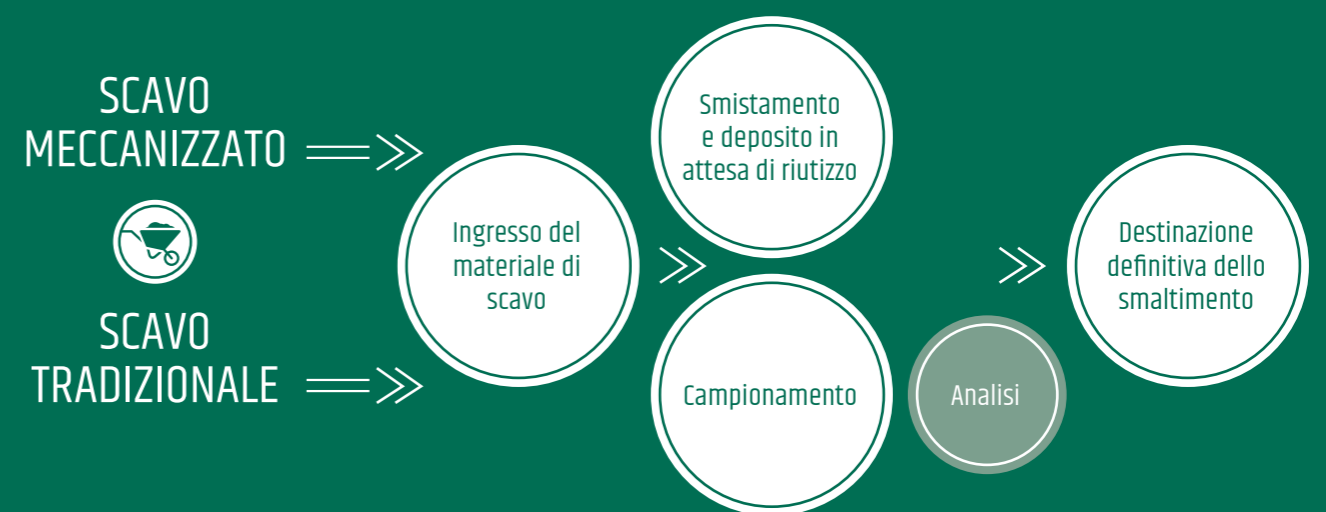 SCAVO
MECCANIZZATO
SCAVO
TRADIZIONALE
Ingresso del
materiale di
scavo
Smistamento
e deposito in
attesa di riutizzo
Campionamento
Analisi
Destinazione
definitiva dello
smaltimento